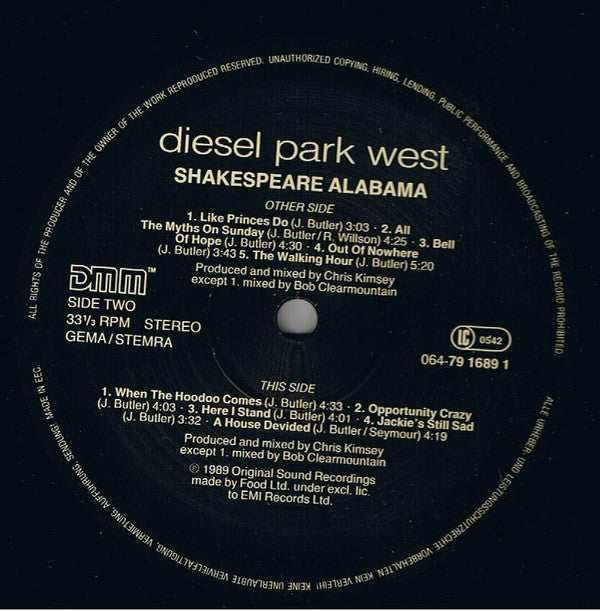 ALL RIGHTS OF THE PRODUCER AND OF THE OWNER OF THE WORK REPRODUCED RESERVED. UNAUTHORIZED COPYING, HIRING, LENDING, PUBLIC PERFORMANCE AND BROADCASTING OF THE RECORD PROHIBITED.
diesel park west
SHAKESPEARE ALABAMA
OTHER SIDE
1. Like Princes Do (J. Butler) 3:03 · 2. All
The Myths On Sunday (J. Butler/R. Willson) 4:25 · 3. Bell
Of Hope (J. Butler) 4:30 · 4. Out Of Nowhere
(J. Butler) 3:43 5. The Walking Hour (J. Butler) 5:20
Produced and mixed by Chris Kimsey
except 1. mixed by Bob Clearmountain
DMM™
SIDE TWO
33⅓ RPM STEREO
GEMA/STEMRA
LC 0542
064-79 1689 1
THIS SIDE
1. When The Hoodoo Comes (J. Butler) 4:33 · 2. Opportunity Crazy
(J. Butler) 4:03 · 3. Here I Stand (J. Butler) 4:01 · 4. Jackie's Still Sad
(J. Butler) 3:32 · A House Divided (J. Butler/Seymour) 4:19
Produced and mixed by Chris Kimsey
except 1. mixed by Bob Clearmountain
℗ 1989 Original Sound Recordings
made by Food Ltd. under excl. lic.
to EMI Records Ltd.
ALLE URHEBER- UND LEISTUNGSSCHUTZRECHTE VORBEHALTEN. KEIN VERLEIH! KEINE UNERLAUBTE VERVIELFÄLTIGUNG, VERMIETUNG, AUFFÜHRUNG, SENDUNG! MADE IN EEC.